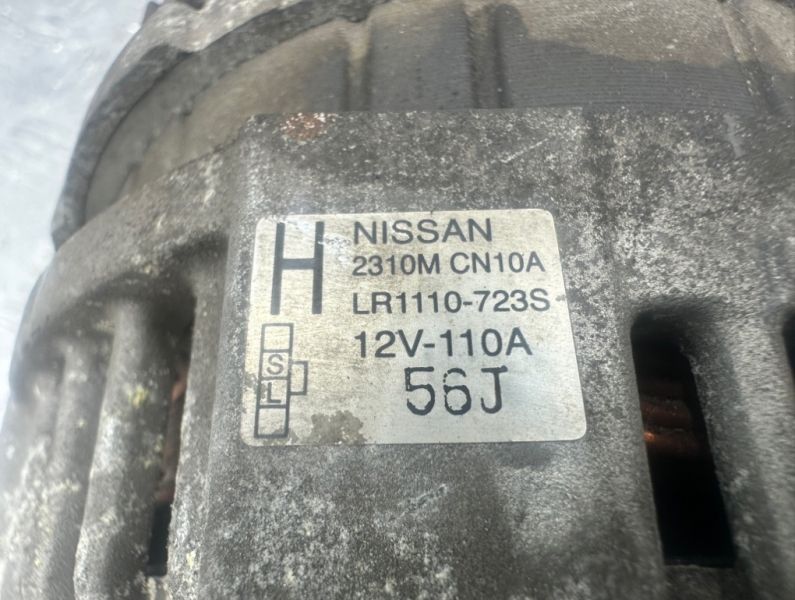 H NISSAN
2310M CN10A
LR1110-723S
12V-110A
S
L
56J